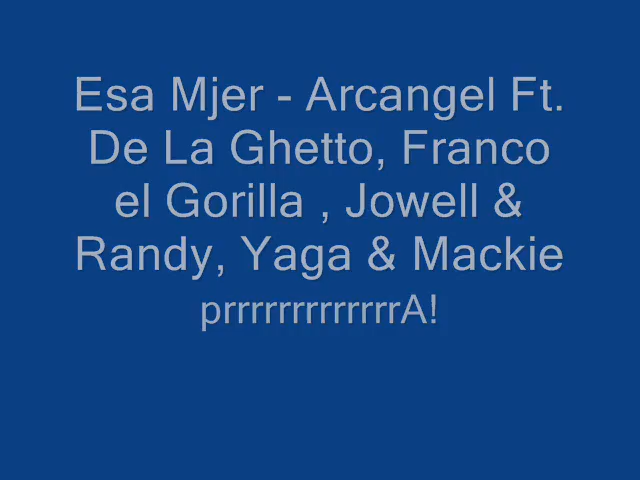 Esa Mjer - Arcangel Ft.
De La Ghetto, Franco
el Gorilla , Jowell &
Randy, Yaga & Mackie
prrrrrrrrrrrrrA!